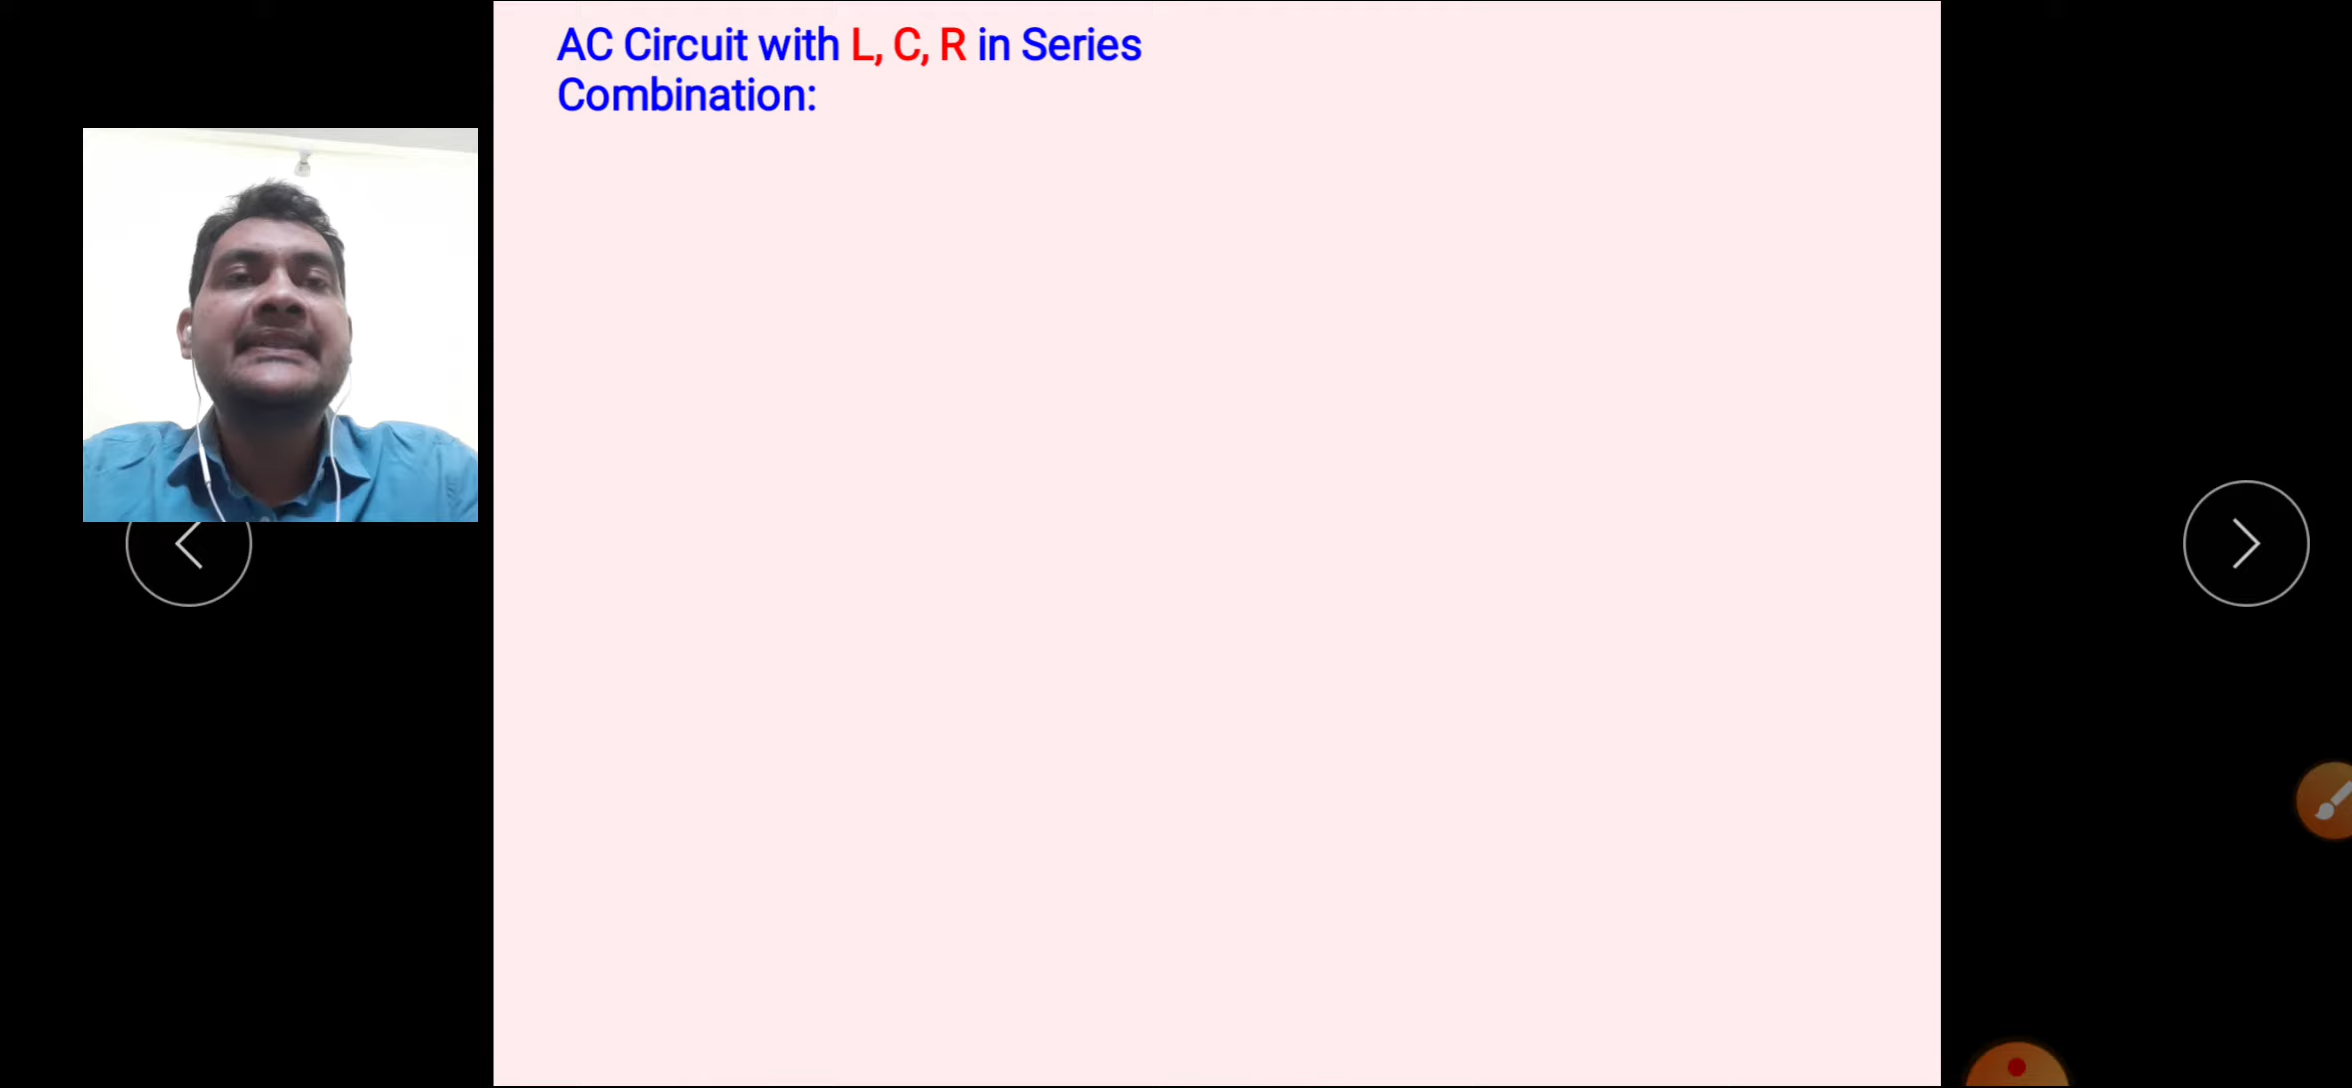 AC Circuit with L, C, R in Series
Combination: